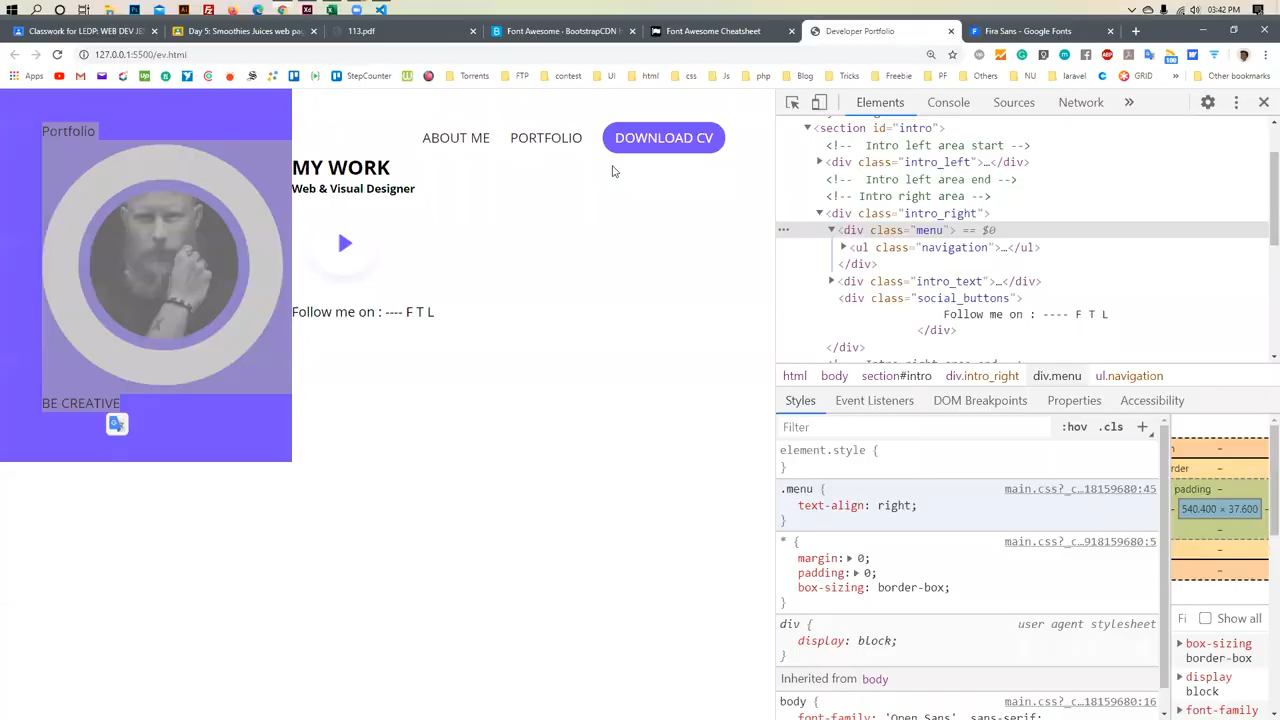 03:42 PM
Classwork for LEDP: WEB DEV JE
Day 5: Smoothies Juices web pag
113.pdf
Font Awesome · BootstrapCDN
Font Awesome Cheatsheet
Developer Portfolio
Fira Sans - Google Fonts
127.0.0.1:5500/ev.html
Apps
StepCounter
Torrents
FTP
contest
UI
html
css
Js
php
Blog
Tricks
Freebie
PF
Others
NU
laravel
GRID
»
Other bookmarks
Portfolio
BE CREATIVE
ABOUT ME PORTFOLIO DOWNLOAD CV
MY WORK
Web & Visual Designer
Follow me on : ---- F T L
Elements Console Sources Network »
<section id="intro">
<!-- Intro left area start -->
<div class="intro_left">…</div>
<!-- Intro left area end -->
<!-- Intro right area -->
<div class="intro_right">
<div class="menu"> == $0
<ul class="navigation">…</ul>
</div>
<div class="intro_text">…</div>
<div class="social_buttons">
Follow me on : ---- F T L
</div>
</div>
html body section#intro div.intro_right div.menu ul.navigation
Styles Event Listeners DOM Breakpoints Properties Accessibility
Filter :hov .cls +
element.style {
}
.menu { main.css?_c…18159680:45
text-align: right;
}
* { main.css?_c…918159680:5
margin: 0;
padding: 0;
box-sizing: border-box;
}
div { user agent stylesheet
display: block;
}
Inherited from body
body { main.css?_c…18159680:16
font-family: 'Open Sans', sans-serif;
rder
padding
540.400 × 37.600
Fi Show all
box-sizing
border-box
display
block
font-family